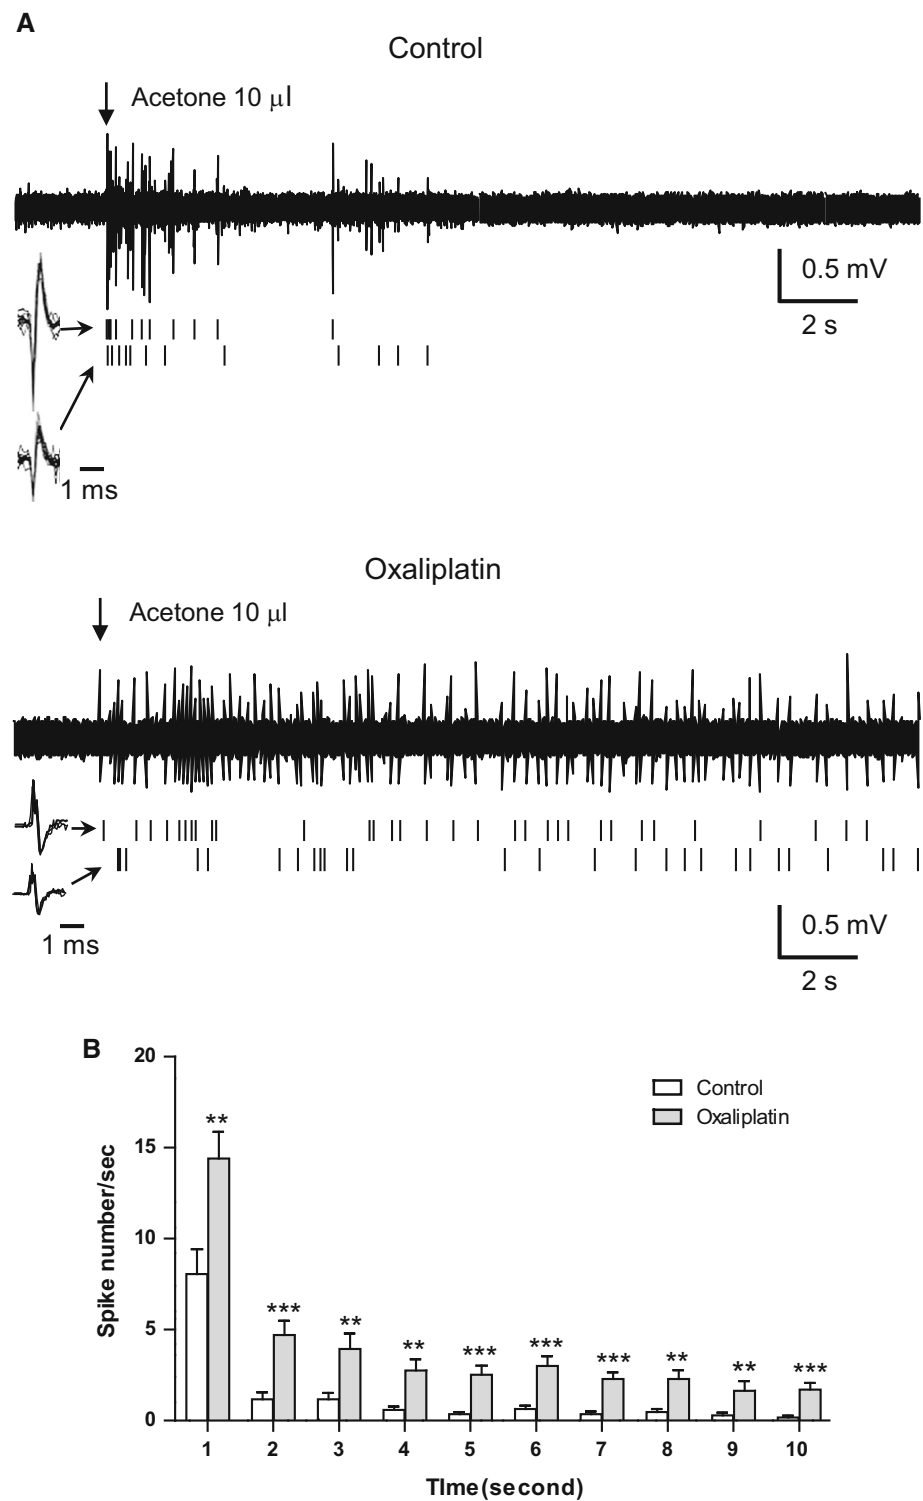 A
Control
Acetone 10 μl
0.5 mV
2 s
1 ms
Oxaliplatin
Acetone 10 μl
0.5 mV
1 ms
2 s
B
20
15
10
5
0
Spike number/sec
Control
Oxaliplatin
**
***
**
**
***
***
***
**
**
***
1 2 3 4 5 6 7 8 9 10
TIme(second)